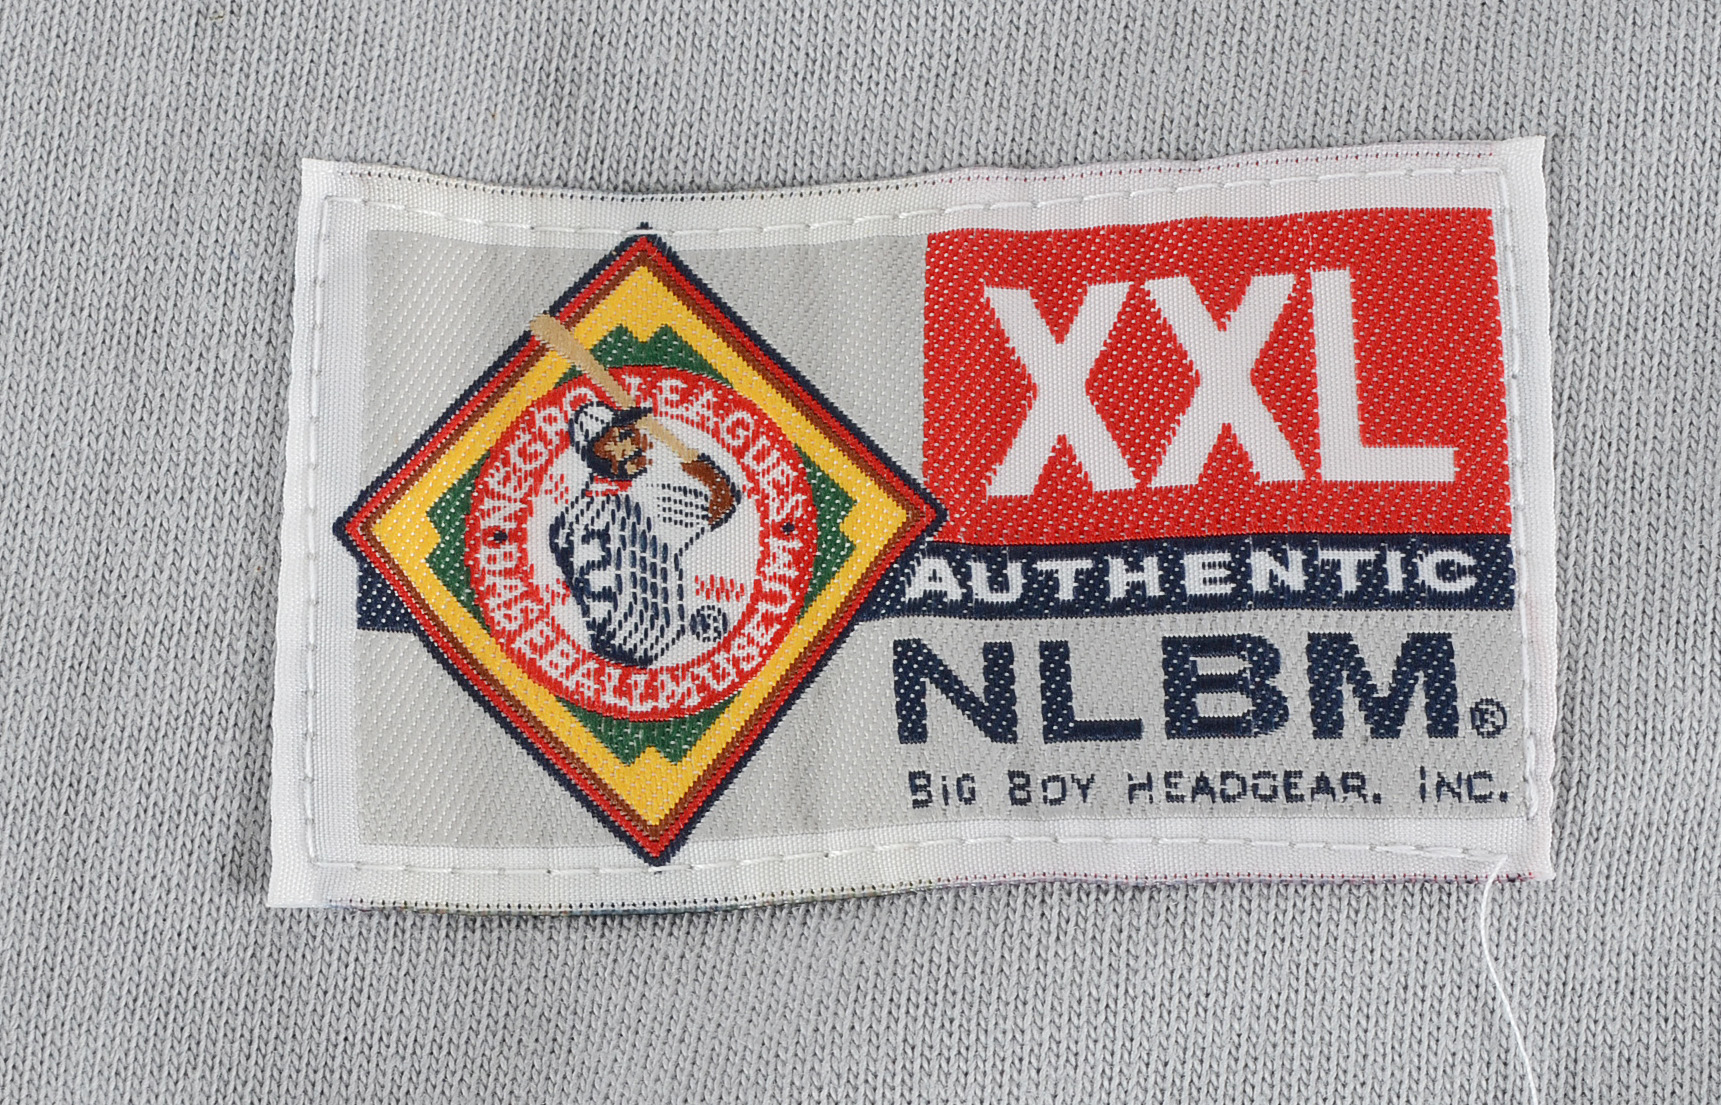 NEGRO LEAGUES
BASEBALL MUSEUM
XXL
AUTHENTIC
NLBM®
BIG BOY HEADGEAR, INC.